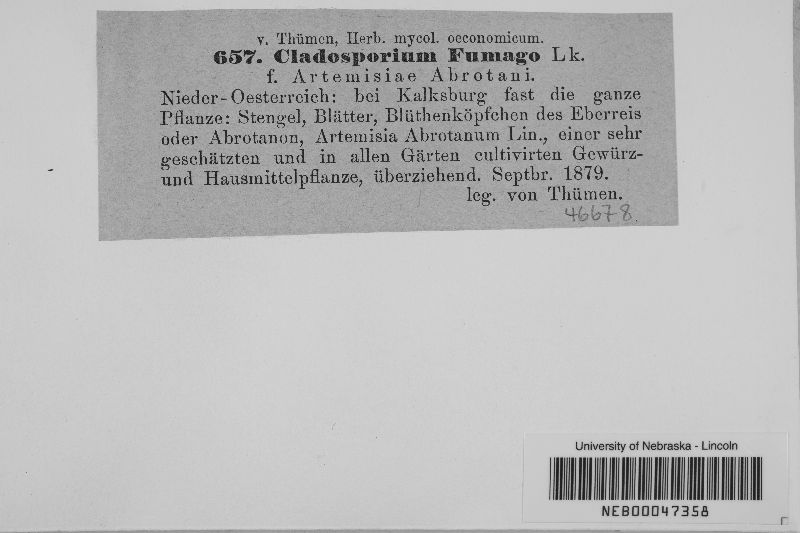 v. Thümen, Herb. mycol. oeconomicum.
657. Cladosporium Fumago Lk.
f. Artemisiae Abrotani.
Nieder-Oesterreich: bei Kalksburg fast die ganze
Pflanze: Stengel, Blätter, Blüthenköpfchen des Eberreis
oder Abrotanon, Artemisia Abrotanum Lin., einer sehr
geschätzten und in allen Gärten cultivirten Gewürz-
und Hausmittelpflanze, überziehend. Septbr. 1879.
leg. von Thümen.
46678.
University of Nebraska - Lincoln
NEB00047358